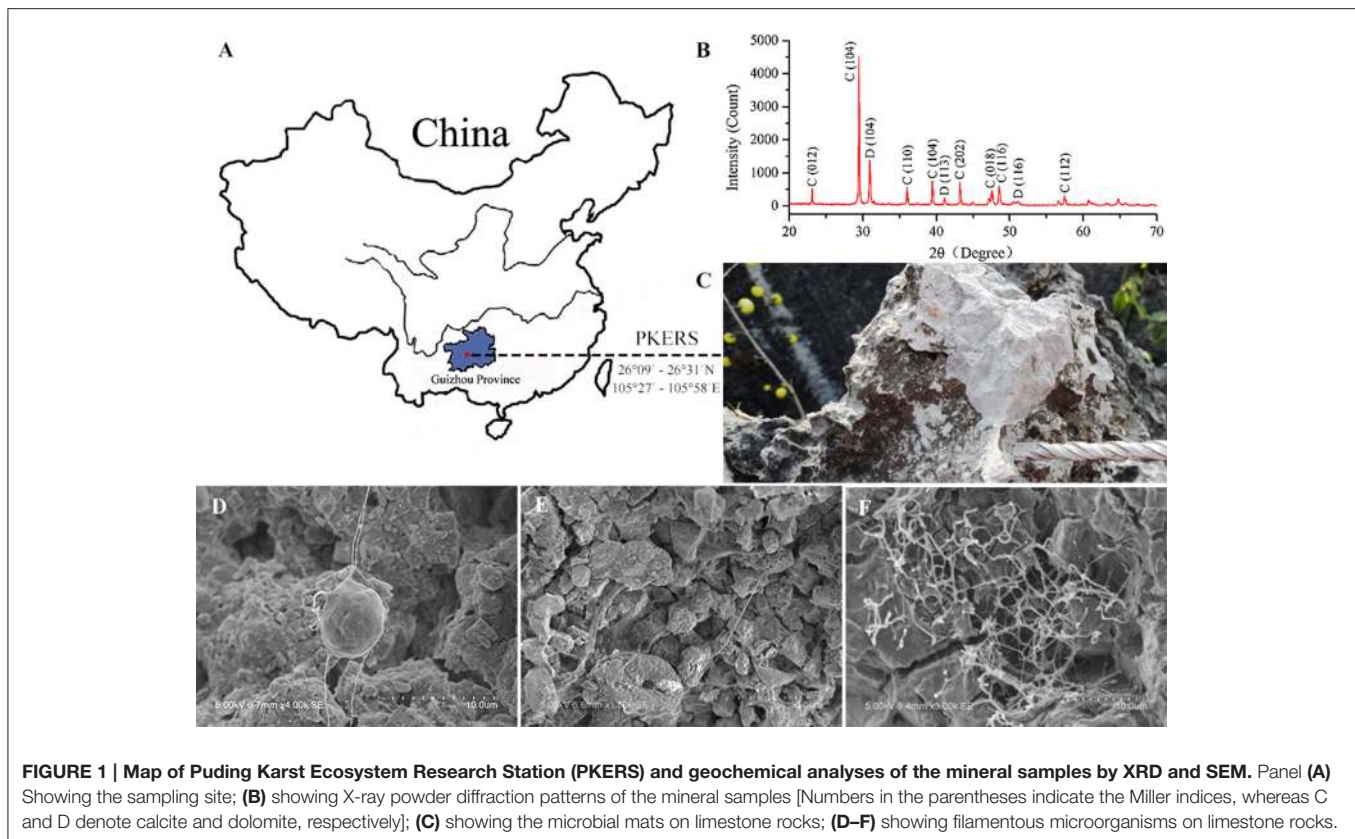 A
China
PKERS
26°09′ - 26°31′N
105°27′ - 105°58′E
Guizhou Province
B
5000
4000
3000
2000
1000
0
Intensity (Count)
C (012)
C (104)
D (104)
C (110)
C (104)
D (113)
C (202)
C (018)
C (116)
D (116)
C (112)
20
30
40
50
60
70
2θ (Degree)
C
D
10.0um
E
F
10.0um
FIGURE 1 | Map of Puding Karst Ecosystem Research Station (PKERS) and geochemical analyses of the mineral samples by XRD and SEM. Panel (A)
Showing the sampling site; (B) showing X-ray powder diffraction patterns of the mineral samples [Numbers in the parentheses indicate the Miller indices, whereas C
and D denote calcite and dolomite, respectively]; (C) showing the microbial mats on limestone rocks; (D–F) showing filamentous microorganisms on limestone rocks.